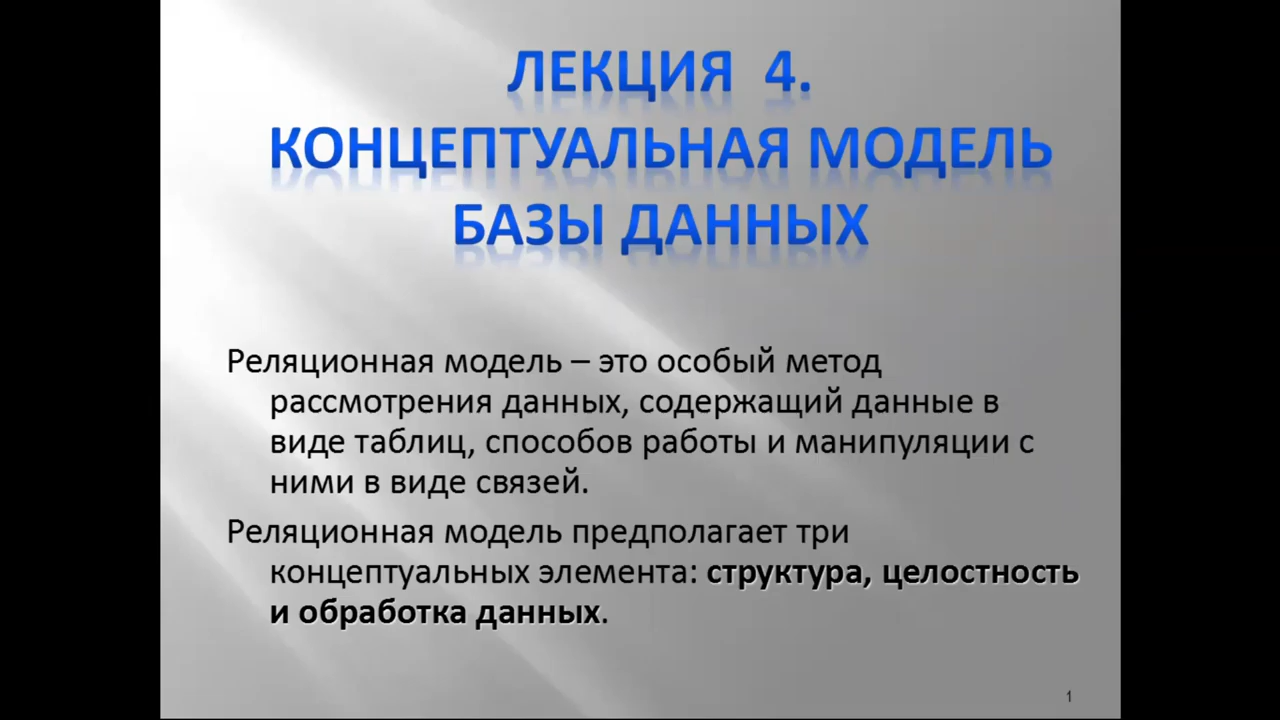 ЛЕКЦИЯ 4.
КОНЦЕПТУАЛЬНАЯ МОДЕЛЬ
БАЗЫ ДАННЫХ
Реляционная модель – это особый метод
рассмотрения данных, содержащий данные в
виде таблиц, способов работы и манипуляции с
ними в виде связей.
Реляционная модель предполагает три
концептуальных элемента: структура, целостность
и обработка данных.
1